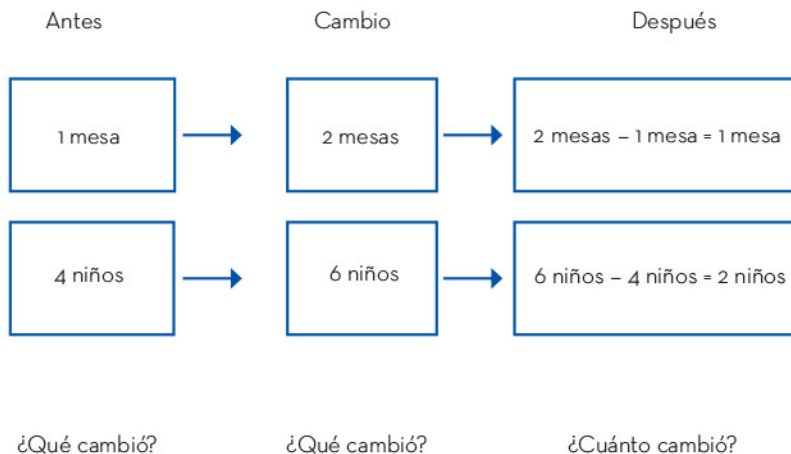 Antes
Cambio
Después
1 mesa
2 mesas
2 mesas – 1 mesa = 1 mesa
4 niños
6 niños
6 niños – 4 niños = 2 niños
¿Qué cambió?
¿Qué cambió?
¿Cuánto cambió?